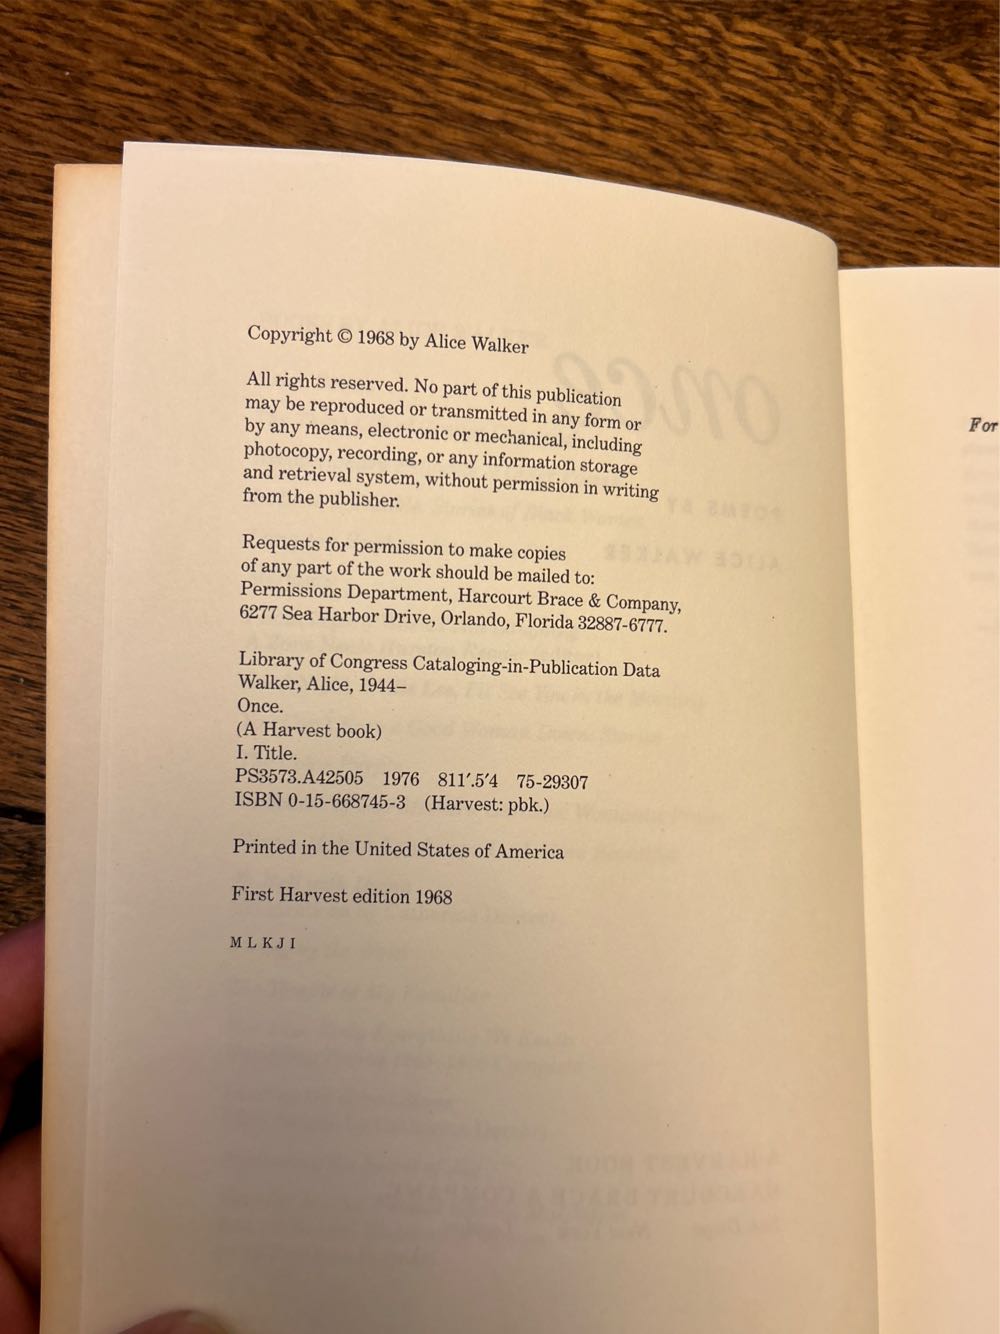 Copyright © 1968 by Alice Walker
All rights reserved. No part of this publication
may be reproduced or transmitted in any form or
by any means, electronic or mechanical, including
photocopy, recording, or any information storage
and retrieval system, without permission in writing
from the publisher.
Requests for permission to make copies
of any part of the work should be mailed to:
Permissions Department, Harcourt Brace & Company,
6277 Sea Harbor Drive, Orlando, Florida 32887-6777.
Library of Congress Cataloging-in-Publication Data
Walker, Alice, 1944–
Once.
(A Harvest book)
I. Title.
PS3573.A42505 1976 811′.5′4 75-29307
ISBN 0-15-668745-3 (Harvest: pbk.)
Printed in the United States of America
First Harvest edition 1968
M L K J I
For